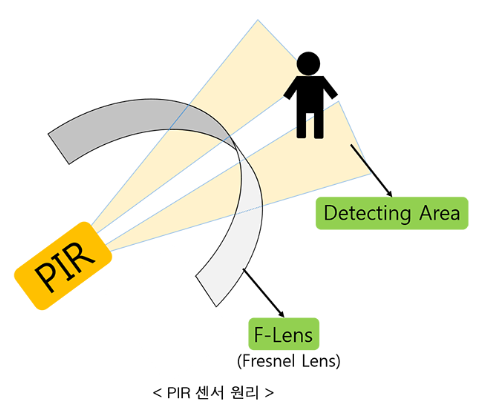 PIR
Detecting Area
F-Lens
(Fresnel Lens)
< PIR 센서 원리 >